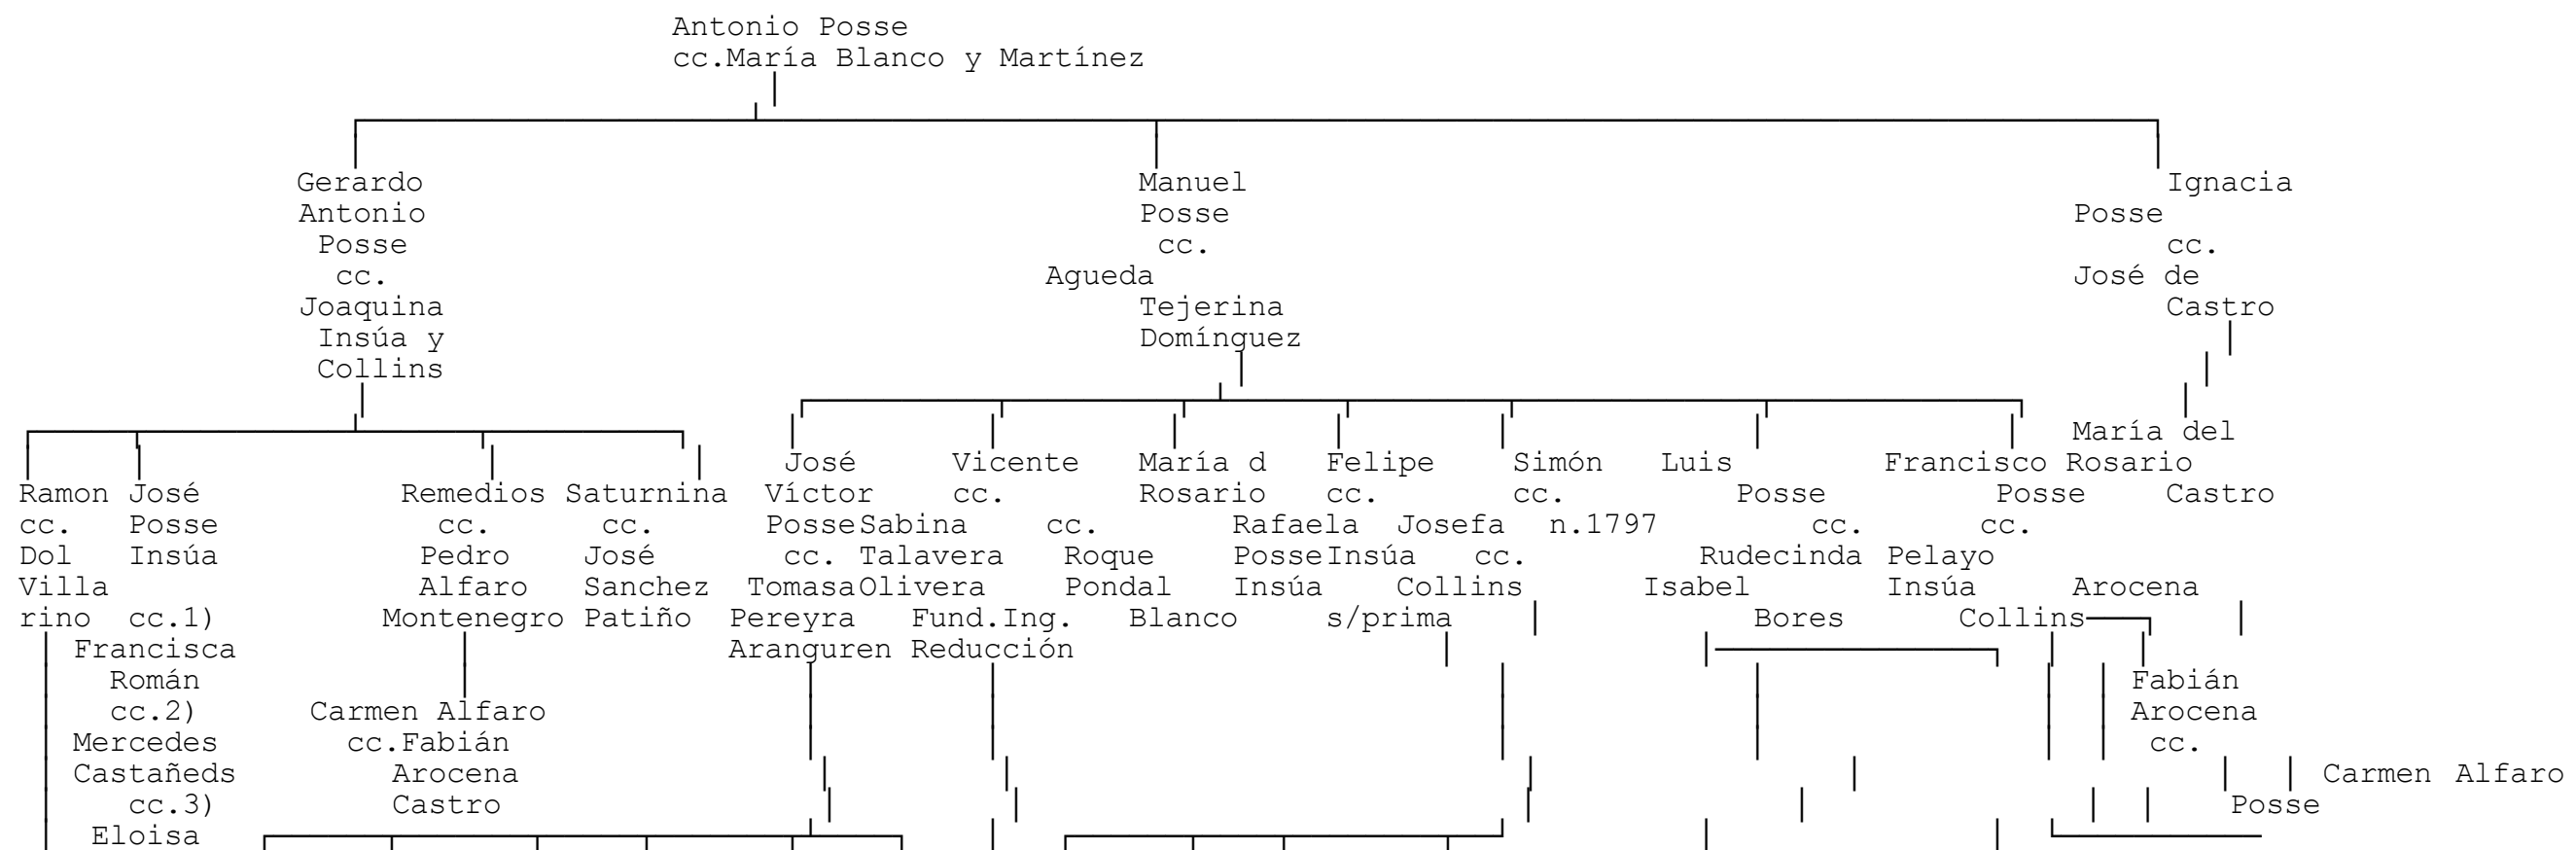 Antonio Posse
cc.María Blanco y Martínez
Gerardo Manuel Ignacia
Antonio Posse Posse
Posse cc. cc.
cc. Agueda José de
Joaquina Tejerina Castro
Insúa y Domínguez
Collins
María del
José Vicente María d Felipe Simón Luis Francisco Rosario
Ramon José Remedios Saturnina Víctor cc. Rosario cc. cc. Posse Posse Castro
cc. Posse cc. cc. Posse Sabina cc. Rafaela Josefa n.1797 cc. cc.
Dol Insúa Pedro José cc. Talavera Roque Posse Insúa cc. Rudecinda Pelayo
Villa Alfaro Sanchez Tomasa Olivera Pondal Insúa Collins Isabel Insúa Arocena
rino cc.1) Montenegro Patiño Pereyra Fund.Ing. Blanco s/prima Bores Collins
Francisca Aranguren Reducción
Román Fabián
cc.2) Carmen Alfaro Arocena
Mercedes cc.Fabián cc.
Castañeds Arocena Carmen Alfaro
cc.3) Castro Posse
Eloisa